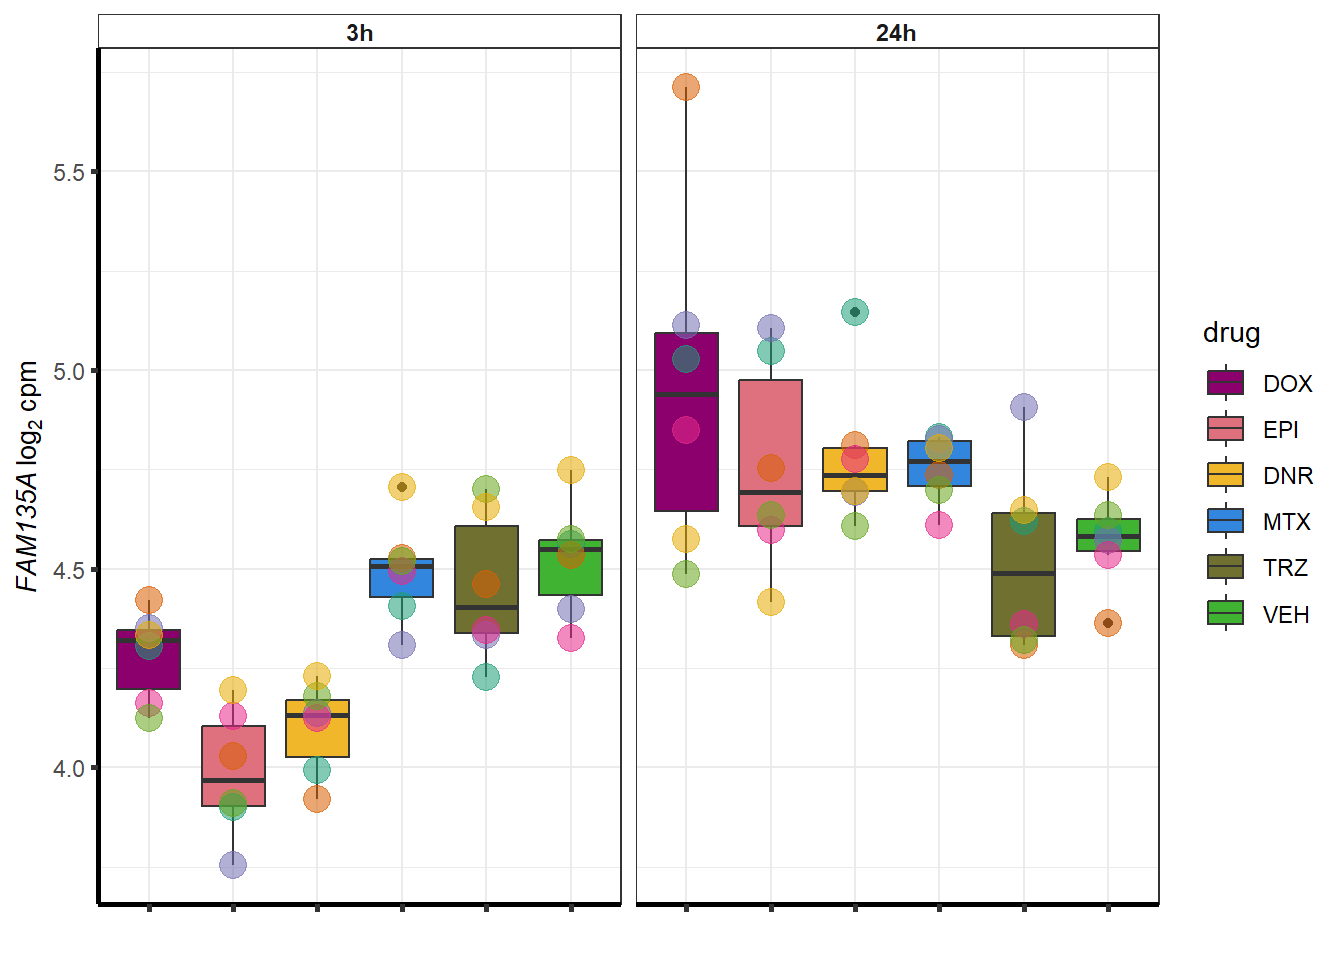 3h
24h
5.5
5.0
4.5
4.0
FAM135A log₂ cpm
drug
DOX
EPI
DNR
MTX
TRZ
VEH